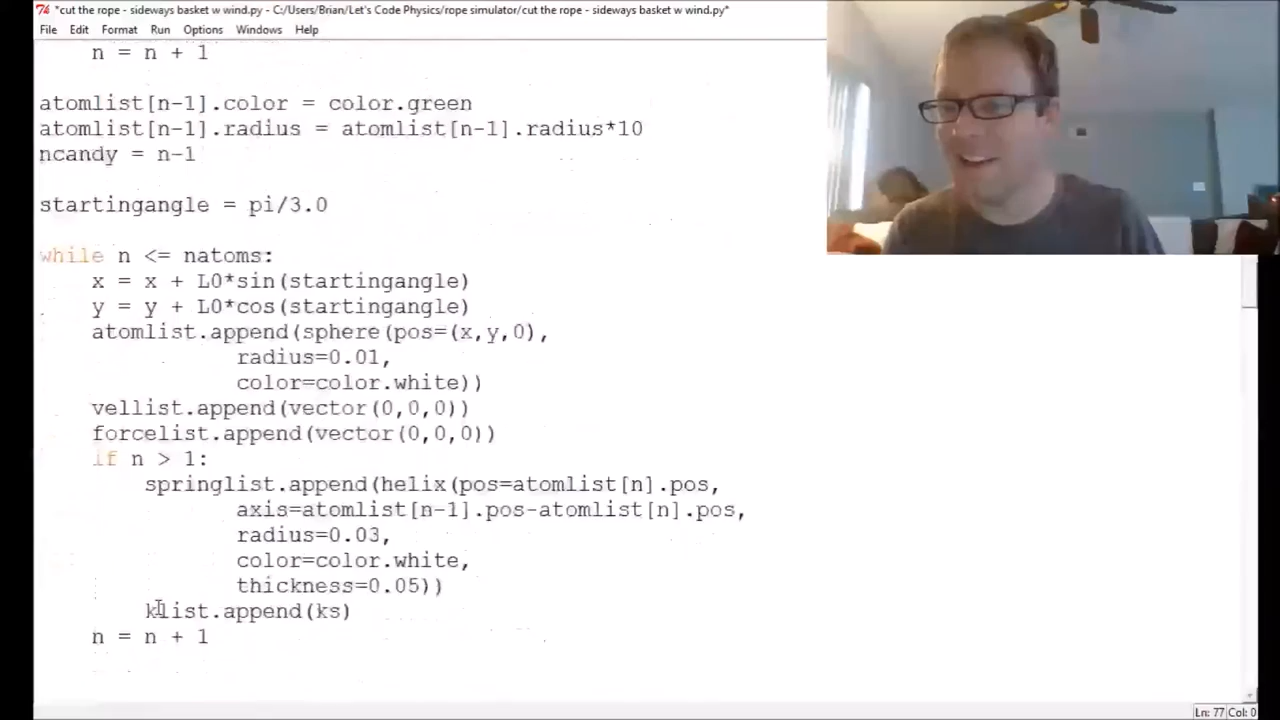 *cut the rope - sideways basket w wind.py - C:/Users/Brian/Let's Code Physics/rope simulator/cut the rope - sideways basket w wind.py*
File Edit Format Run Options Windows Help
n = n + 1
atomlist[n-1].color = color.green
atomlist[n-1].radius = atomlist[n-1].radius*10
ncandy = n-1
startingangle = pi/3.0
while n <= natoms:
x = x + L0*sin(startingangle)
y = y + L0*cos(startingangle)
atomlist.append(sphere(pos=(x,y,0),
radius=0.01,
color=color.white))
vellist.append(vector(0,0,0))
forcelist.append(vector(0,0,0))
if n > 1:
springlist.append(helix(pos=atomlist[n].pos,
axis=atomlist[n-1].pos-atomlist[n].pos,
radius=0.03,
color=color.white,
thickness=0.05))
klist.append(ks)
n = n + 1
Ln: 77 Col: 0